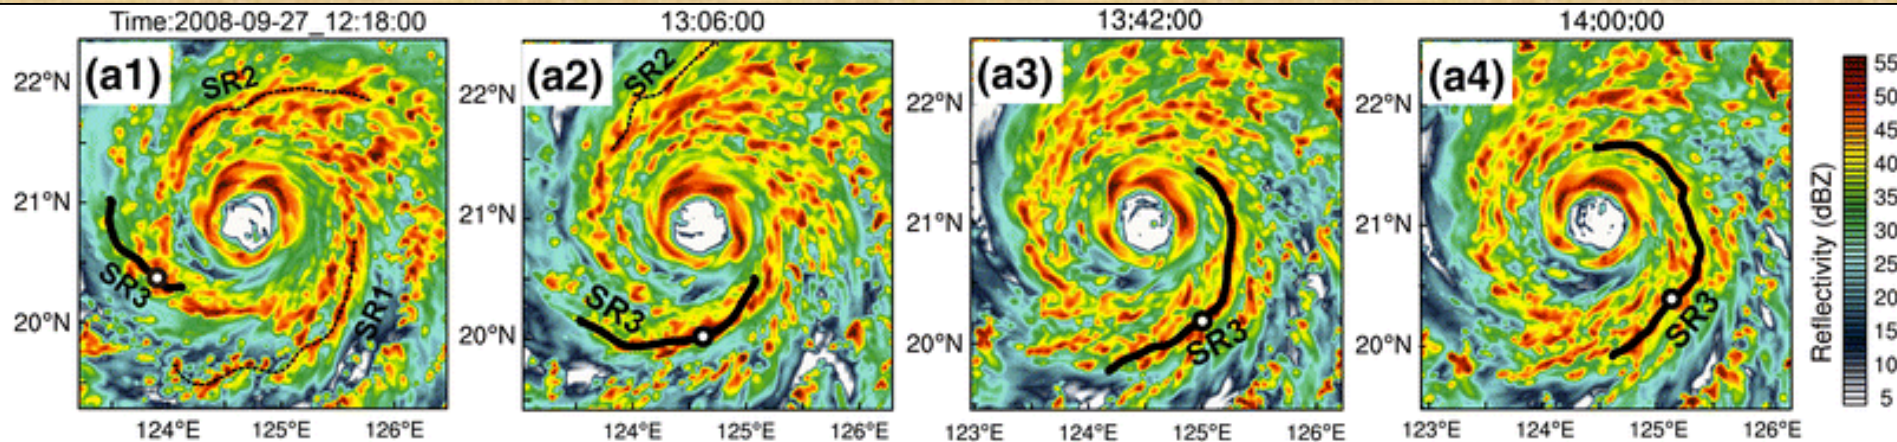 Time:2008-09-27_12:18:00
13:06:00
13:42:00
14:00:00
(a1)
SR2
SR3
SR1
22°N
21°N
20°N
124°E
125°E
126°E
(a2)
SR2
SR3
22°N
21°N
20°N
124°E
125°E
126°E
(a3)
SR3
22°N
21°N
20°N
123°E
124°E
125°E
126°E
(a4)
SR3
22°N
21°N
20°N
123°E
124°E
125°E
126°E
Reflectivity (dBZ)
55
50
45
40
35
30
25
20
15
10
5